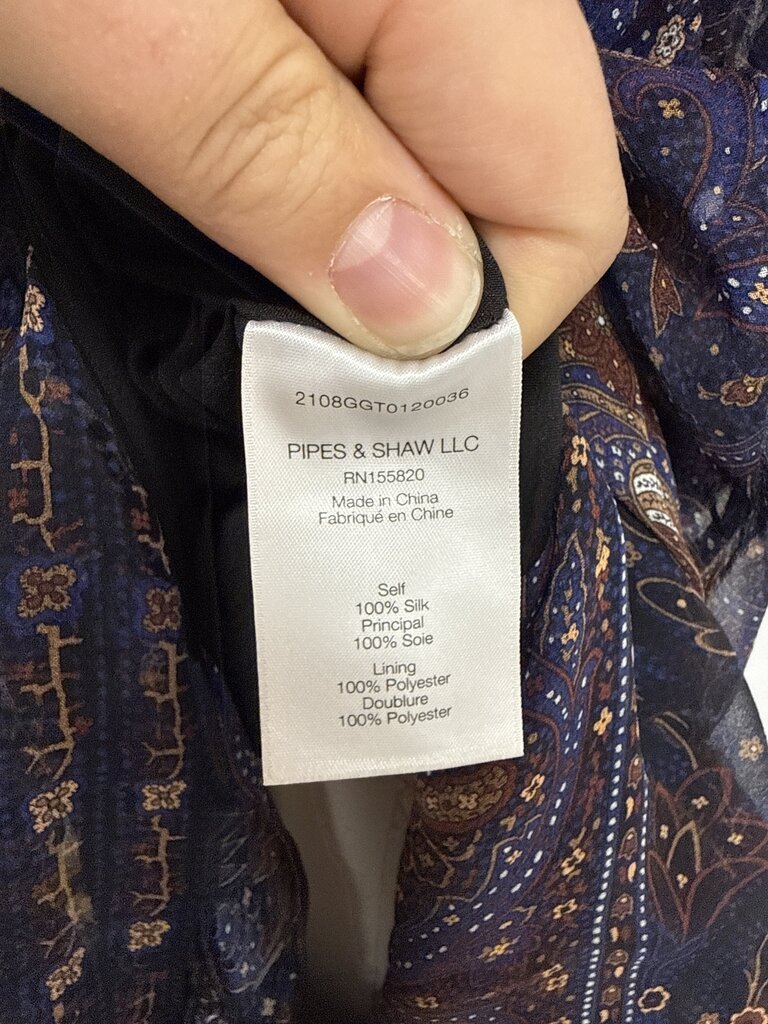 2108GGT0120036
PIPES & SHAW LLC
RN155820
Made in China
Fabriqué en Chine
Self
100% Silk
Principal
100% Soie
Lining
100% Polyester
Doublure
100% Polyester